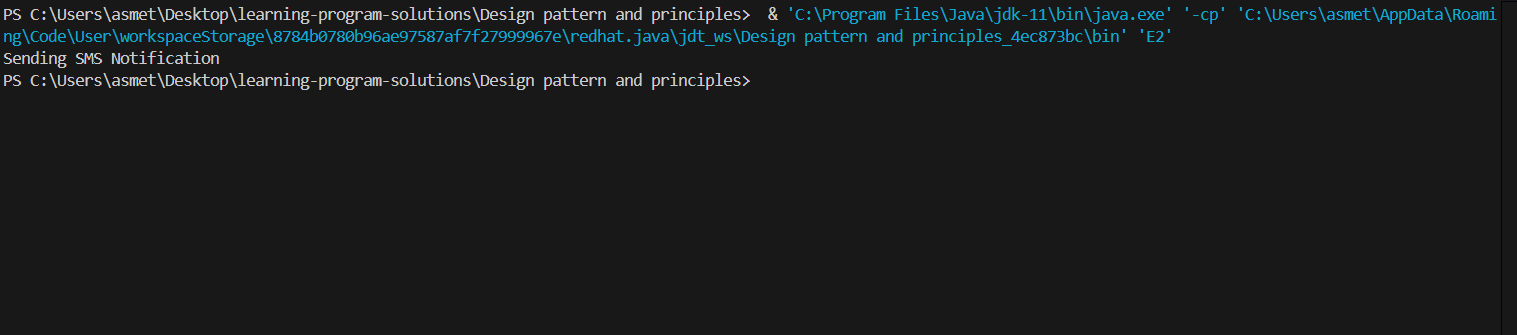 PS C:\Users\asmet\Desktop\learning-program-solutions\Design pattern and principles>  & 'C:\Program Files\Java\jdk-11\bin\java.exe' '-cp' 'C:\Users\asmet\AppData\Roami
ng\Code\User\workspaceStorage\8784b0780b96ae97587af7f27999967e\redhat.java\jdt_ws\Design pattern and principles_4ec873bc\bin' 'E2'
Sending SMS Notification
PS C:\Users\asmet\Desktop\learning-program-solutions\Design pattern and principles>